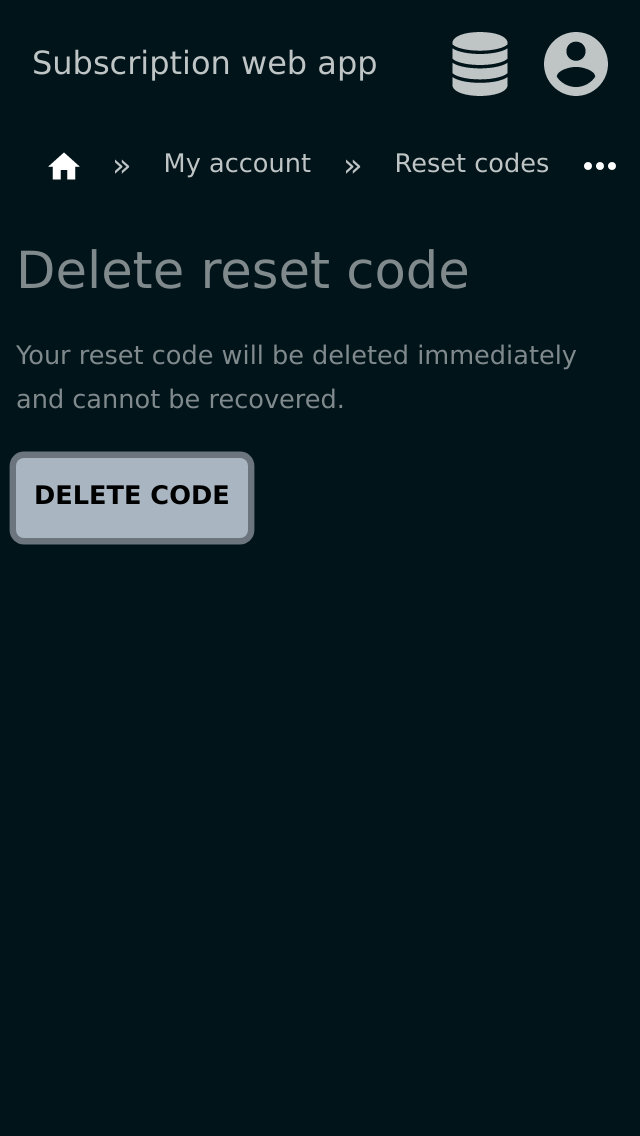 Subscription web app
» My account » Reset codes
Delete reset code
Your reset code will be deleted immediately
and cannot be recovered.
DELETE CODE